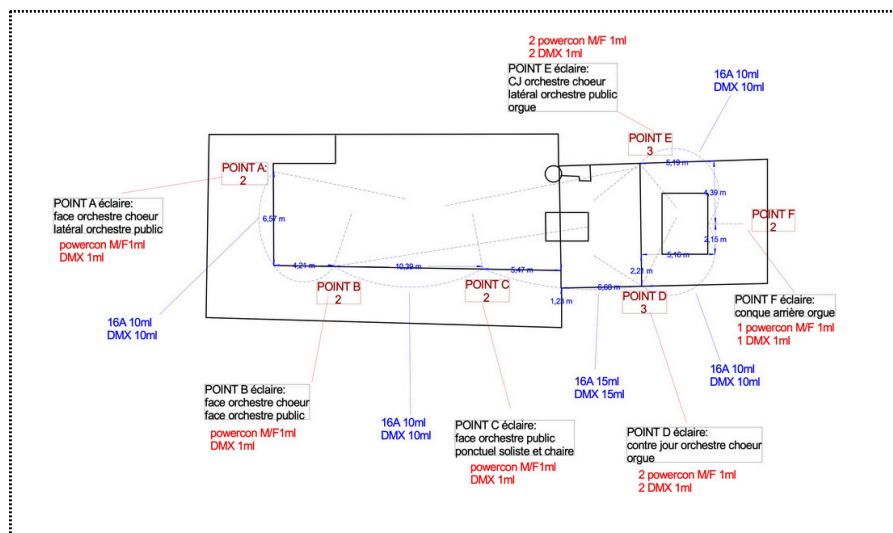 2 powercon M/F 1ml
2 DMX 1ml
POINT E éclaire:
CJ orchestre choeur
latéral orchestre public
orgue
16A 10ml
DMX 10ml
POINT E
3
5,19 m
POINT A:
2
4,39 m
POINT A éclaire:
face orchestre choeur
latéral orchestre public
powercon M/F1ml
DMX 1ml
6,57 m
POINT F
2
2,15 m
5,16 m
2,21 m
4,21 m
10,39 m
5,47 m
POINT B
2
POINT C
2
1,23 m
6,68 m
POINT D
3
POINT F éclaire:
conque arrière orgue
1 powercon M/F 1ml
1 DMX 1ml
16A 10ml
DMX 10ml
16A 10ml
DMX 10ml
16A 15ml
DMX 15ml
POINT B éclaire:
face orchestre choeur
face orchestre public
powercon M/F1ml
DMX 1ml
16A 10ml
DMX 10ml
POINT C éclaire:
face orchestre public
ponctuel soliste et chaire
powercon M/F1ml
DMX 1ml
POINT D éclaire:
contre jour orchestre choeur
orgue
2 powercon M/F 1ml
2 DMX 1ml